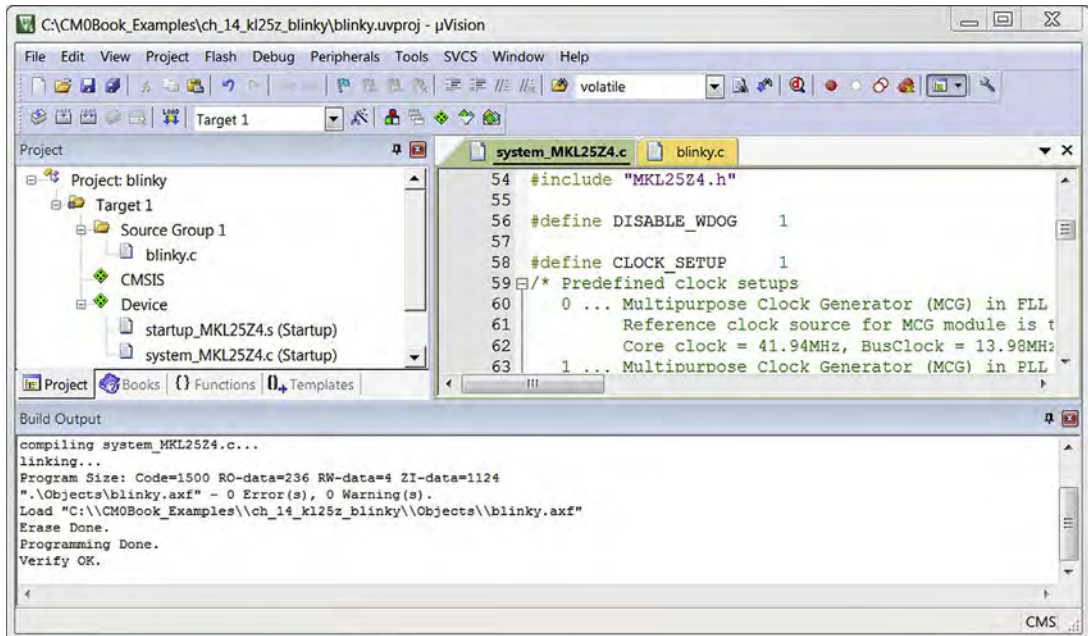 C:\CM0Book_Examples\ch_14_kl25z_blinky\blinky.uvproj - µVision
File Edit View Project Flash Debug Peripherals Tools SVCS Window Help
volatile
LOAD Target 1
Project
Project: blinky
Target 1
Source Group 1
blinky.c
CMSIS
Device
startup_MKL25Z4.s (Startup)
system_MKL25Z4.c (Startup)
Project Books {} Functions 0 Templates
system_MKL25Z4.c blinky.c
54 #include "MKL25Z4.h"
55
56 #define DISABLE_WDOG 1
57
58 #define CLOCK_SETUP 1
59 /* Predefined clock setups
60 0 ... Multipurpose Clock Generator (MCG) in FLL
61 Reference clock source for MCG module is t
62 Core clock = 41.94MHz, BusClock = 13.98MHz
63 1 ... Multipurpose Clock Generator (MCG) in PLL
Build Output
compiling system_MKL25Z4.c...
linking...
Program Size: Code=1500 RO-data=236 RW-data=4 ZI-data=1124
".\Objects\blinky.axf" - 0 Error(s), 0 Warning(s).
Load "C:\\CM0Book_Examples\\ch_14_kl25z_blinky\\Objects\\blinky.axf"
Erase Done.
Programming Done.
Verify OK.
CMS